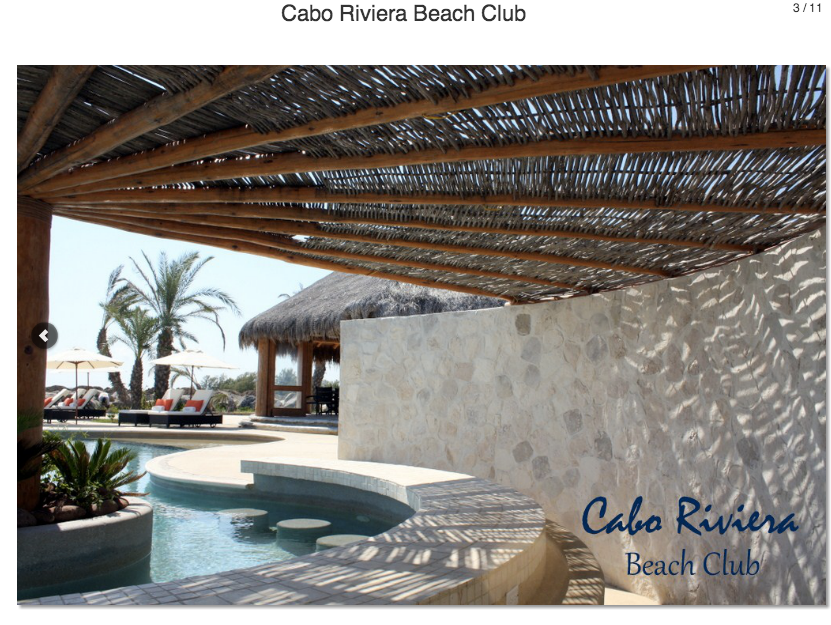 Cabo Riviera Beach Club
3 / 11
Cabo Riviera
Beach Club